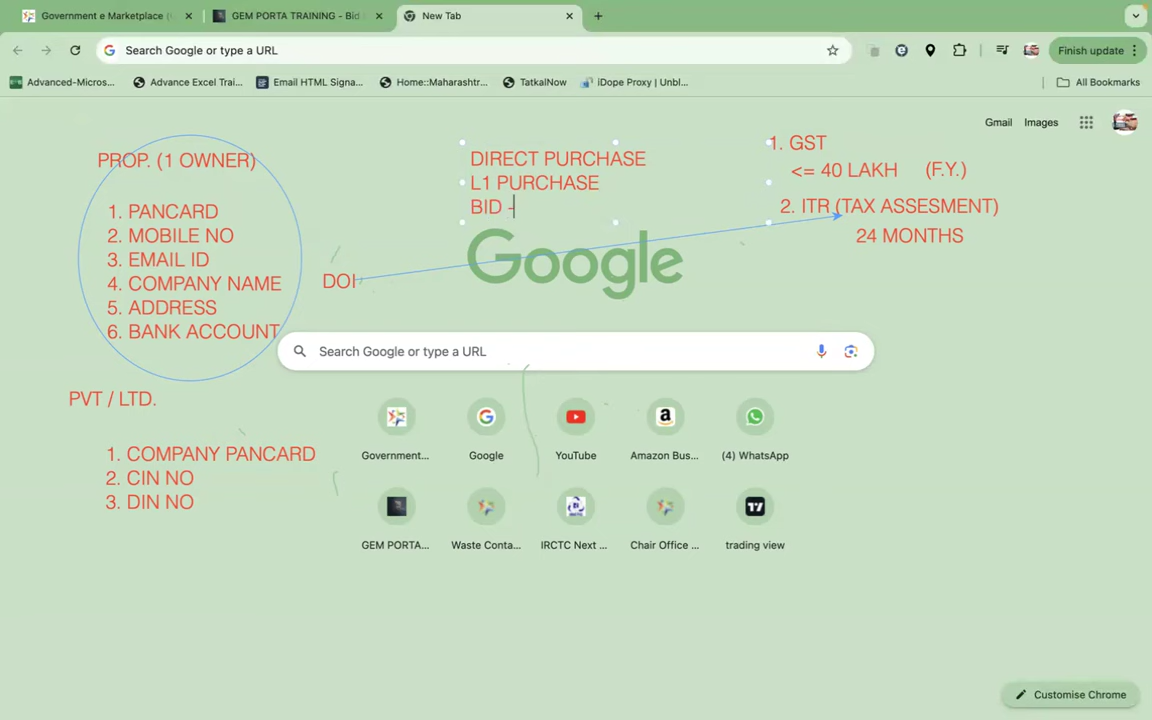 Government e Marketplace (
GEM PORTA TRAINING - Bid
New Tab
Search Google or type a URL
Finish update
Advanced-Micros...
Advance Excel Trai...
Email HTML Signa...
Home::Maharashtr...
TatkalNow
iDope Proxy | Unbl...
All Bookmarks
Gmail
Images
PROP. (1 OWNER)
1. PANCARD
2. MOBILE NO
3. EMAIL ID
4. COMPANY NAME
5. ADDRESS
6. BANK ACCOUNT
DOI
DIRECT PURCHASE
L1 PURCHASE
BID -
1. GST
<= 40 LAKH (F.Y.)
2. ITR (TAX ASSESMENT)
24 MONTHS
Google
Search Google or type a URL
PVT / LTD.
1. COMPANY PANCARD
2. CIN NO
3. DIN NO
Government...
Google
YouTube
Amazon Bus...
(4) WhatsApp
GEM PORTA...
Waste Conta...
IRCTC Next ...
Chair Office ...
trading view
Customise Chrome